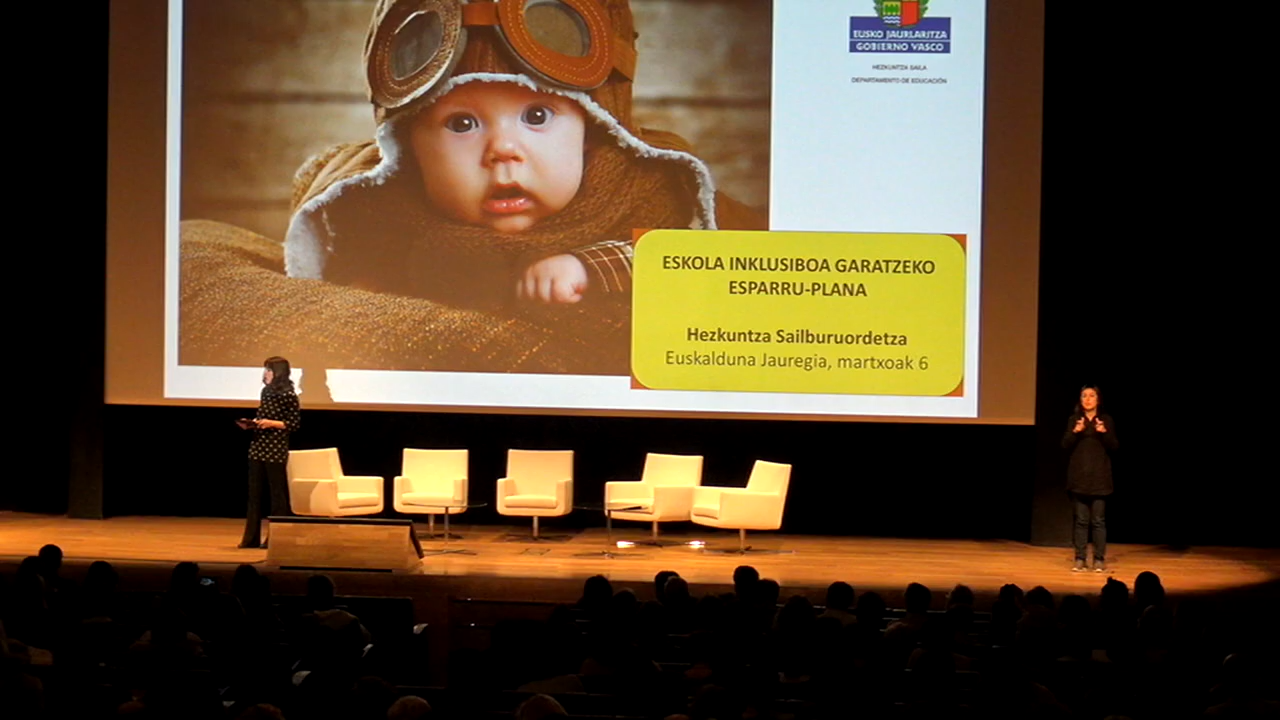 EUSKO JAURLARITZA
GOBIERNO VASCO
HEZKUNTZA SAILA
DEPARTAMENTO DE EDUCACIÓN
ESKOLA INKLUSIBOA GARATZEKO
ESPARRU-PLANA
Hezkuntza Sailburuordetza
Euskalduna Jauregia, martxoak 6